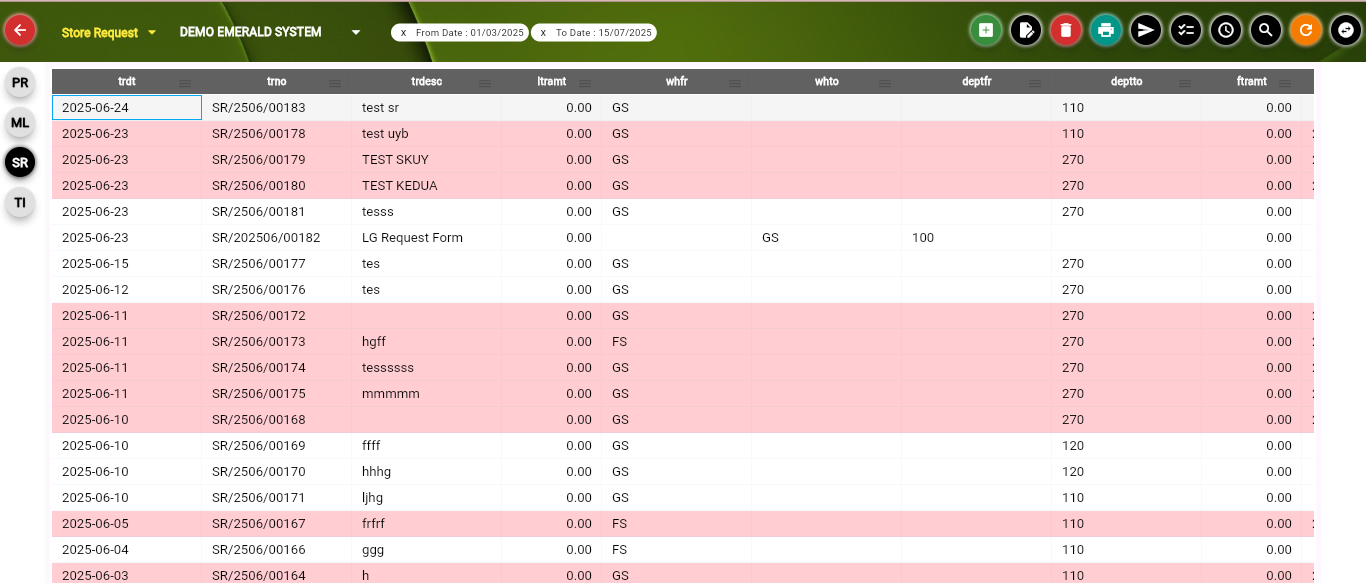 Store Request DEMO EMERALD SYSTEM x From Date : 01/03/2025 x To Date : 15/07/2025
PR
ML
SR
TI
trdt trno trdesc ltramt whfr whto deptfr deptto ftramt
2025-06-24 SR/2506/00183 test sr 0.00 GS 110 0.00
2025-06-23 SR/2506/00178 test uyb 0.00 GS 110 0.00
2025-06-23 SR/2506/00179 TEST SKUY 0.00 GS 270 0.00
2025-06-23 SR/2506/00180 TEST KEDUA 0.00 GS 270 0.00
2025-06-23 SR/2506/00181 tesss 0.00 GS 270 0.00
2025-06-23 SR/202506/00182 LG Request Form 0.00 GS 100 0.00
2025-06-15 SR/2506/00177 tes 0.00 GS 270 0.00
2025-06-12 SR/2506/00176 tes 0.00 GS 270 0.00
2025-06-11 SR/2506/00172 0.00 GS 270 0.00
2025-06-11 SR/2506/00173 hgff 0.00 FS 270 0.00
2025-06-11 SR/2506/00174 tessssss 0.00 GS 270 0.00
2025-06-11 SR/2506/00175 mmmmm 0.00 GS 270 0.00
2025-06-10 SR/2506/00168 0.00 GS 270 0.00
2025-06-10 SR/2506/00169 ffff 0.00 GS 120 0.00
2025-06-10 SR/2506/00170 hhhg 0.00 GS 120 0.00
2025-06-10 SR/2506/00171 ljhg 0.00 GS 110 0.00
2025-06-05 SR/2506/00167 frfrf 0.00 FS 110 0.00
2025-06-04 SR/2506/00166 ggg 0.00 FS 110 0.00
2025-06-03 SR/2506/00164 h 0.00 GS 110 0.00